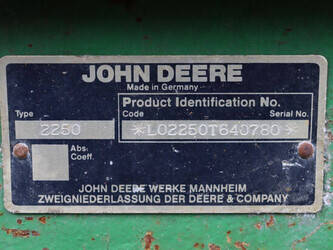 JOHN DEERE
Made in Germany
Product Identification No.
Type Code Serial No.
2250 *L02250T640780*
Abs.
Coeff.
JOHN DEERE WERKE MANNHEIM
ZWEIGNIEDERLASSUNG DER DEERE & COMPANY